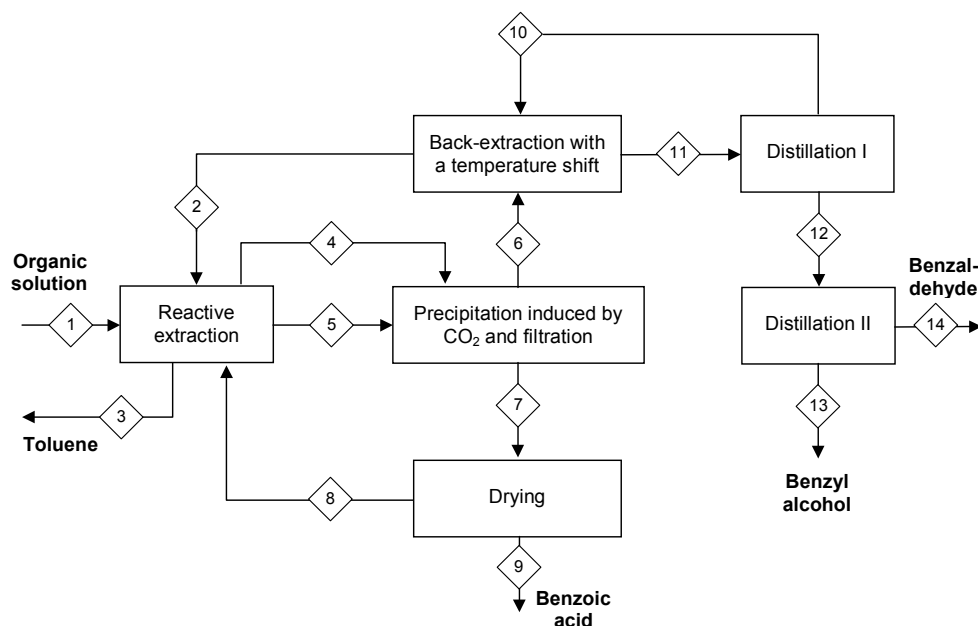 10
Back-extraction with
a temperature shift
11
Distillation I
2
4
6
12
Organic
solution
Benzal-
dehyde
1
Reactive
extraction
5
Precipitation induced by
CO₂ and filtration
Distillation II
14
3
Toluene
7
13
8
Drying
Benzyl
alcohol
9
Benzoic
acid